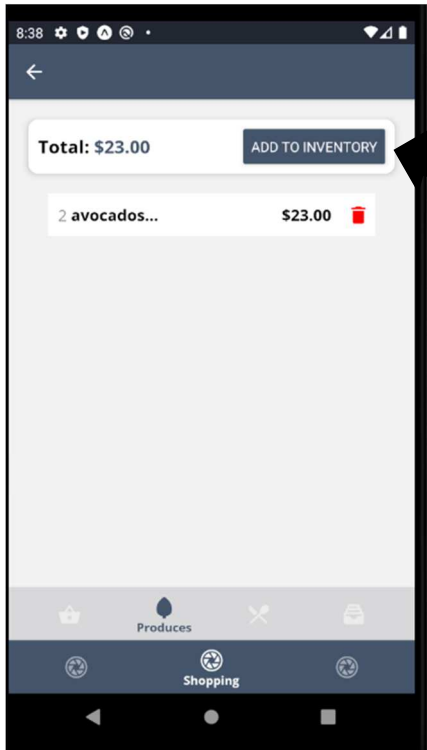 8:38
Total: $23.00 ADD TO INVENTORY
2 avocados... $23.00
Produces
Shopping